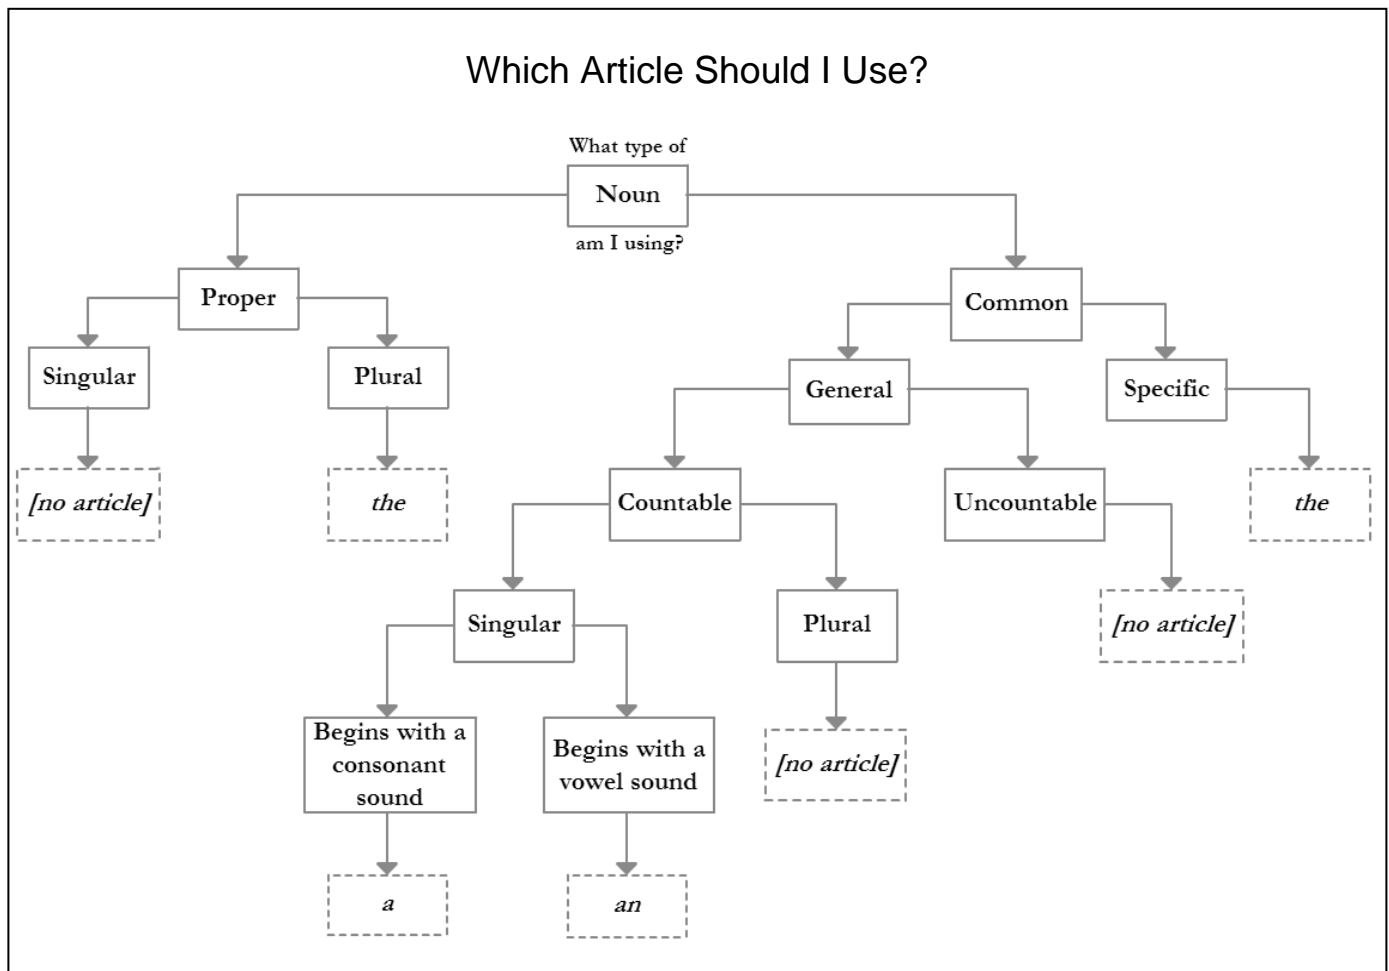 Which Article Should I Use?
What type of
Noun
am I using?
Proper
Common
Singular
Plural
General
Specific
[no article]
the
Countable
Uncountable
the
Singular
Plural
[no article]
Begins with a
consonant
sound
Begins with a
vowel sound
[no article]
a
an